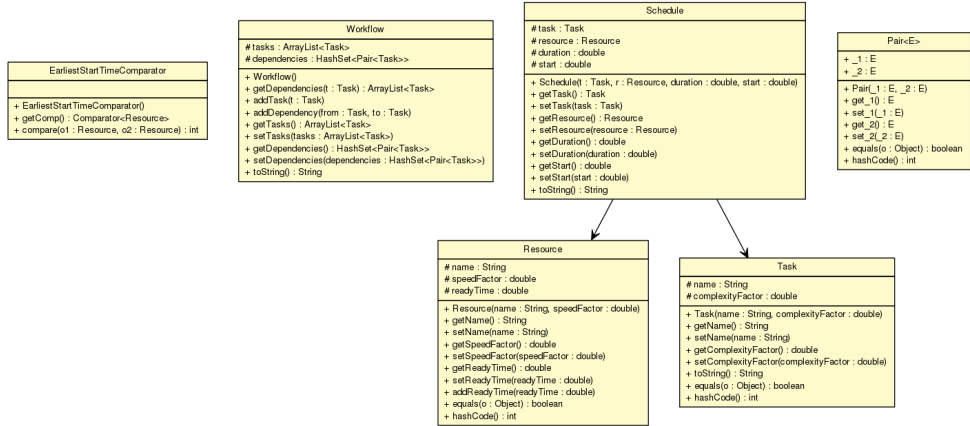 EarliestStartTimeComparator
+ EarliestStartTimeComparator()
+ getComp() : Comparator<Resource>
+ compare(o1 : Resource, o2 : Resource) : int
Workflow
# tasks : ArrayList<Task>
# dependencies : HashSet<Pair<Task>>
+ Workflow()
+ getDependencies(t : Task) : ArrayList<Task>
+ addTask(t : Task)
+ addDependency(from : Task, to : Task)
+ getTasks() : ArrayList<Task>
+ setTasks(tasks : ArrayList<Task>)
+ getDependencies() : HashSet<Pair<Task>>
+ setDependencies(dependencies : HashSet<Pair<Task>>)
+ toString() : String
Schedule
# task : Task
# resource : Resource
# duration : double
# start : double
+ Schedule(t : Task, r : Resource, duration : double, start : double)
+ getTask() : Task
+ setTask(task : Task)
+ getResource() : Resource
+ setResource(resource : Resource)
+ getDuration() : double
+ setDuration(duration : double)
+ getStart() : double
+ setStart(start : double)
+ toString() : String
Pair<E>
+ _1 : E
+ _2 : E
+ Pair(_1 : E, _2 : E)
+ get_1() : E
+ set_1(_1 : E)
+ get_2() : E
+ set_2(_2 : E)
+ equals(o : Object) : boolean
+ hashCode() : int
Resource
# name : String
# speedFactor : double
# readyTime : double
+ Resource(name : String, speedFactor : double)
+ getName() : String
+ setName(name : String)
+ getSpeedFactor() : double
+ setSpeedFactor(speedFactor : double)
+ getReadyTime() : double
+ setReadyTime(readyTime : double)
+ addReadyTime(readyTime : double)
+ equals(o : Object) : boolean
+ hashCode() : int
Task
# name : String
# complexityFactor : double
+ Task(name : String, complexityFactor : double)
+ getName() : String
+ setName(name : String)
+ getComplexityFactor() : double
+ setComplexityFactor(complexityFactor : double)
+ toString() : String
+ equals(o : Object) : boolean
+ hashCode() : int